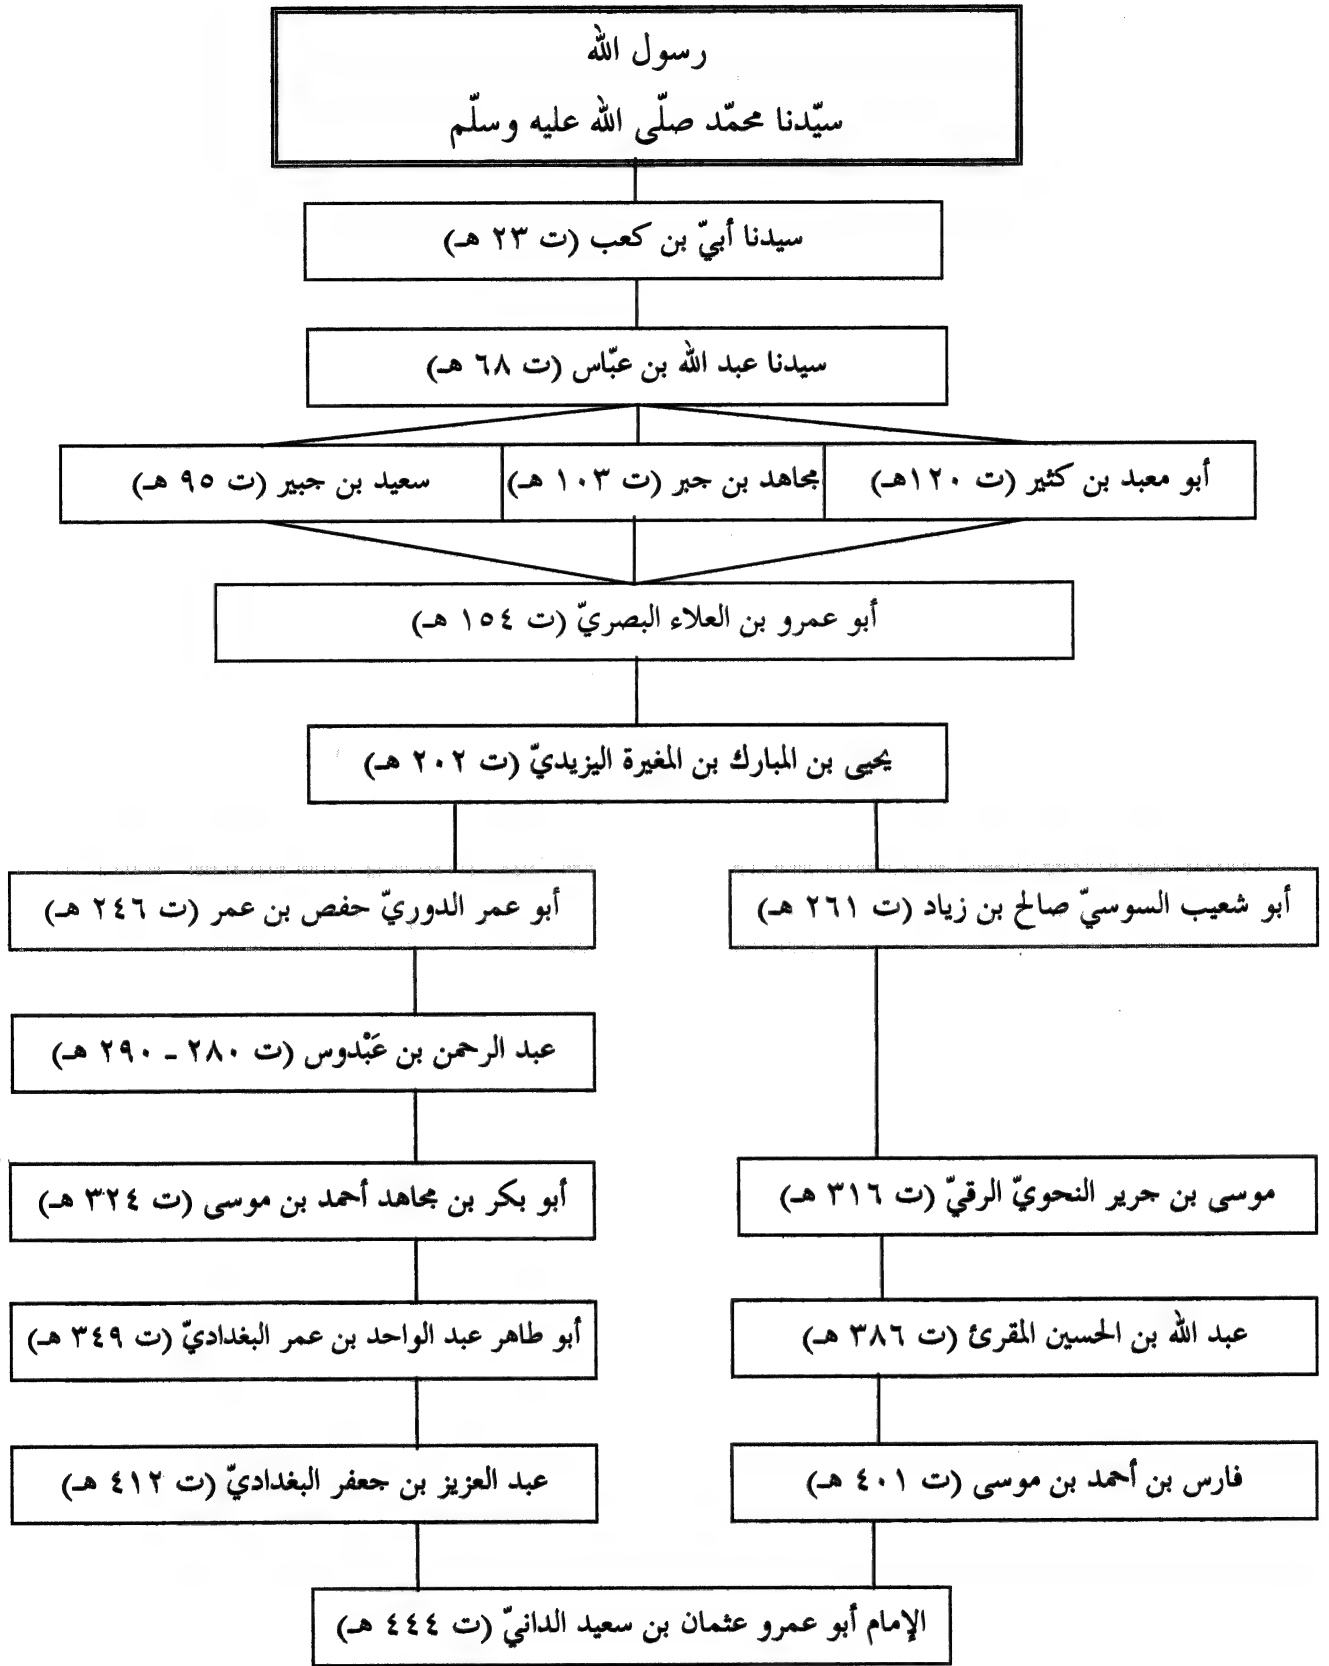 رسول الله
سيّدنا محمّد صلّى الله عليه وسلّم
سيدنا أبيّ بن كعب (ت ٢٣ هـ)
سيدنا عبد الله بن عبّاس (ت ٦٨ هـ)
أبو معبد بن كثير (ت ١٢٠هـ)
مجاهد بن جبر (ت ١٠٣ هـ)
سعيد بن جبير (ت ٩٥ هـ)
أبو عمرو بن العلاء البصريّ (ت ١٥٤ هـ)
يحيى بن المبارك بن المغيرة اليزيديّ (ت ٢٠٢ هـ)
أبو شعيب السوسيّ صالح بن زياد (ت ٢٦١ هـ)
أبو عمر الدوريّ حفص بن عمر (ت ٢٤٦ هـ)
عبد الرحمن بن عَبْدوس (ت ٢٨٠ - ٢٩٠ هـ)
موسى بن جرير النحويّ الرقيّ (ت ٣١٦ هـ)
أبو بكر بن مجاهد أحمد بن موسى (ت ٣٢٤ هـ)
عبد الله بن الحسين المقرئ (ت ٣٨٦ هـ)
أبو طاهر عبد الواحد بن عمر البغداديّ (ت ٣٤٩ هـ)
فارس بن أحمد بن موسى (ت ٤٠١ هـ)
عبد العزيز بن جعفر البغداديّ (ت ٤١٢ هـ)
الإمام أبو عمرو عثمان بن سعيد الدانيّ (ت ٤٤٤ هـ)